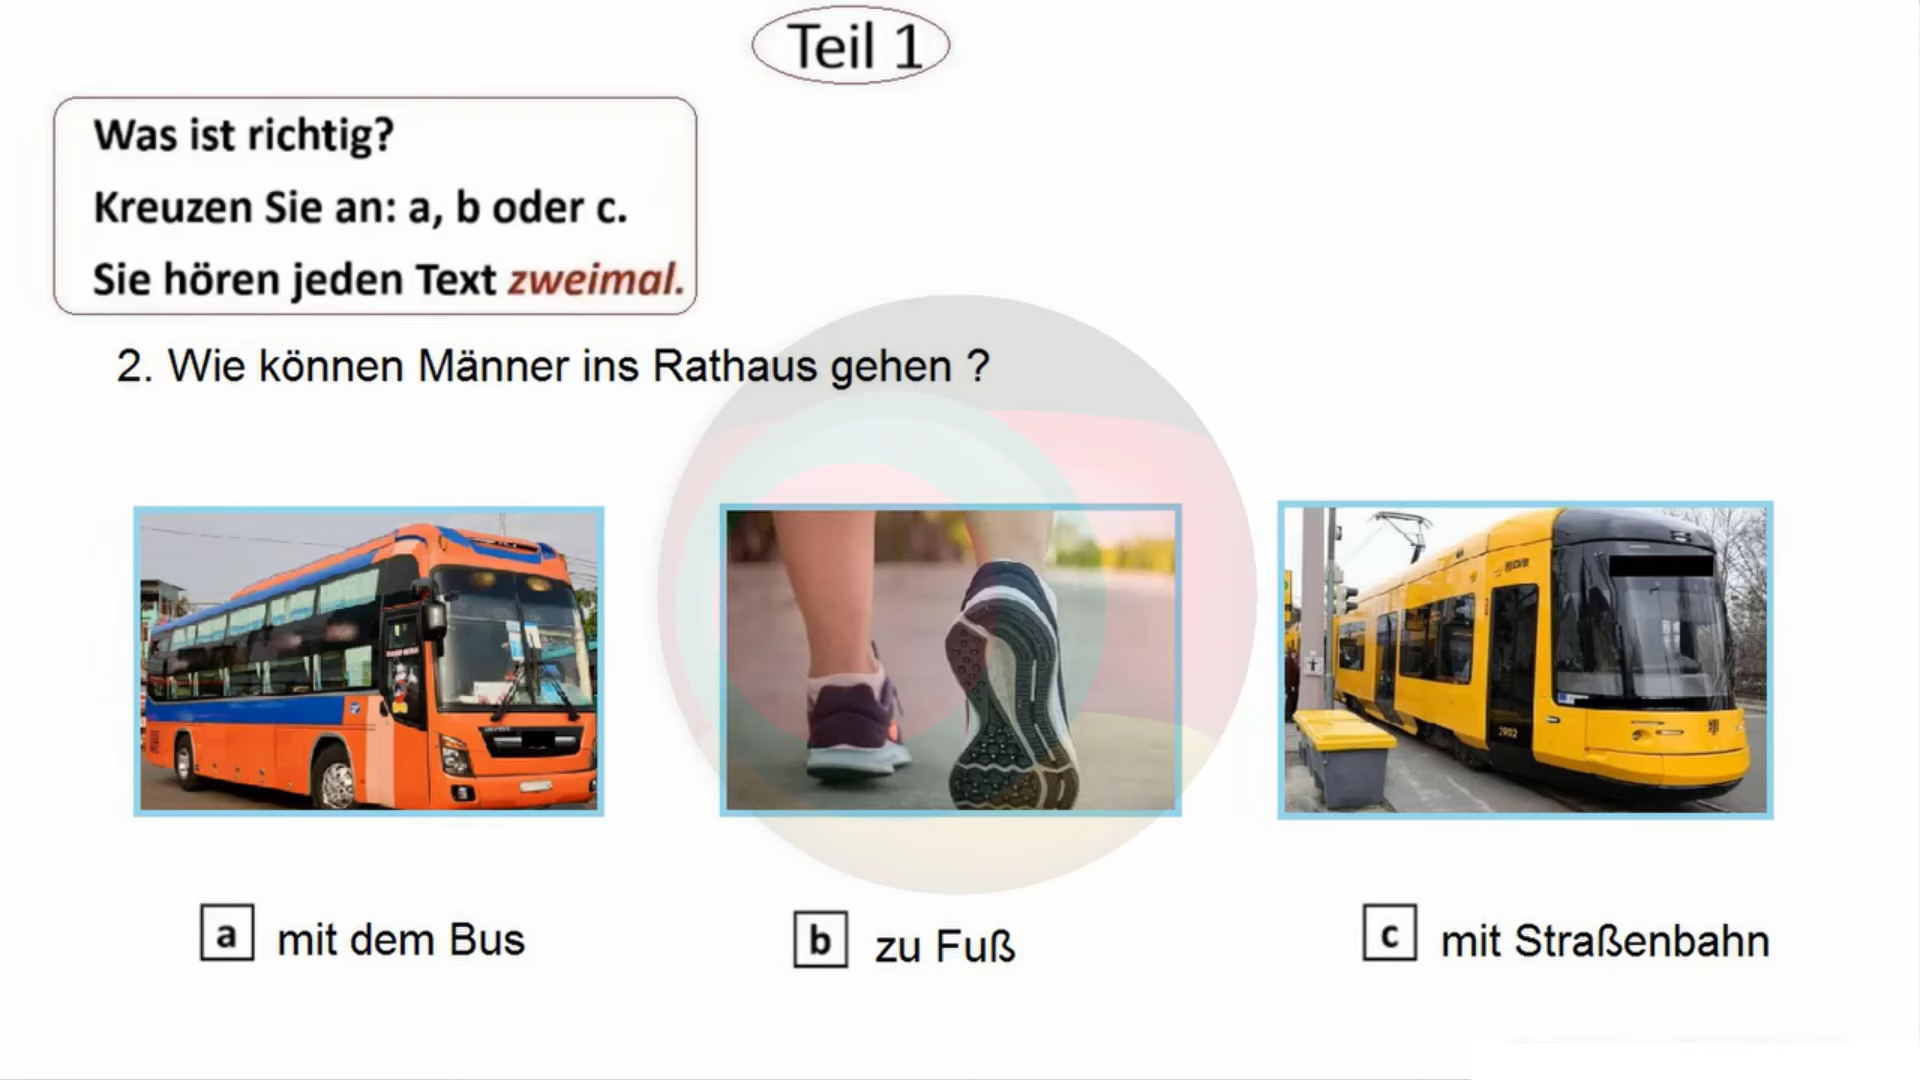 Teil 1
Was ist richtig?
Kreuzen Sie an: a, b oder c.
Sie hören jeden Text zweimal.
2. Wie können Männer ins Rathaus gehen ?
2902
a mit dem Bus
b zu Fuß
c mit Straßenbahn